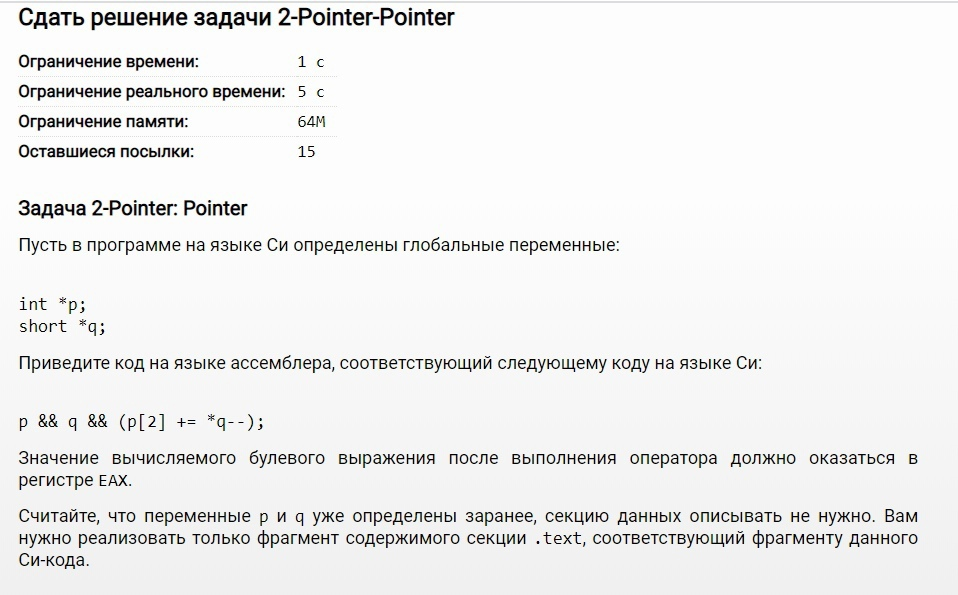 Сдать решение задачи 2-Pointer-Pointer
Ограничение времени: 1 с
Ограничение реального времени: 5 с
Ограничение памяти: 64M
Оставшиеся посылки: 15
Задача 2-Pointer: Pointer
Пусть в программе на языке Си определены глобальные переменные:
int *p;
short *q;
Приведите код на языке ассемблера, соответствующий следующему коду на языке Си:
p && q && (p[2] += *q--);
Значение вычисляемого булевого выражения после выполнения оператора должно оказаться в
регистре EAX.
Считайте, что переменные p и q уже определены заранее, секцию данных описывать не нужно. Вам
нужно реализовать только фрагмент содержимого секции .text, соответствующий фрагменту данного
Си-кода.